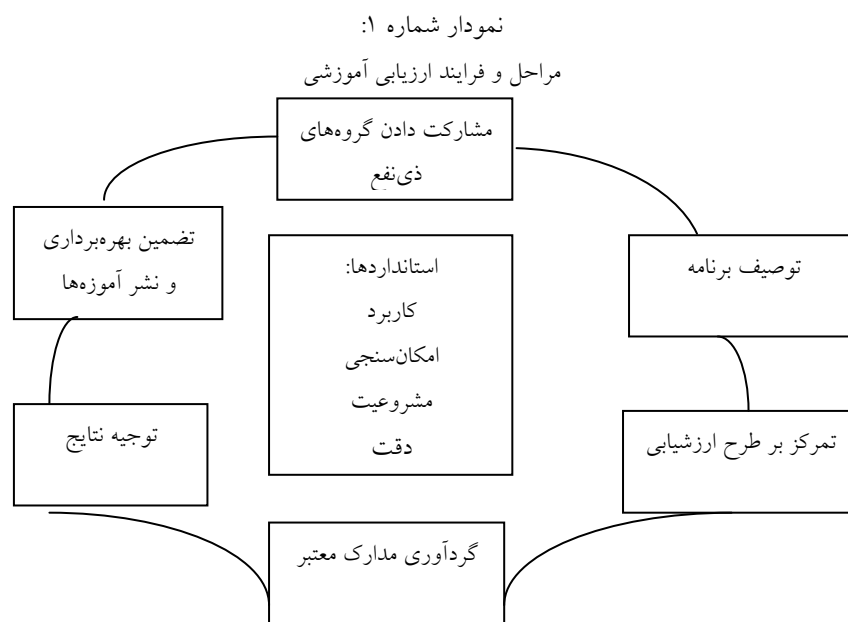 نمودار شماره ۱:
مراحل و فرایند ارزیابی آموزشی
مشارکت دادن گروه‌های
ذی‌نفع
توصیف برنامه
تمرکز بر طرح ارزشیابی
گردآوری مدارک معتبر
توجیه نتایج
تضمین بهره‌برداری
و نشر آموزه‌ها
استانداردها:
کاربرد
امکان‌سنجی
مشروعیت
دقت